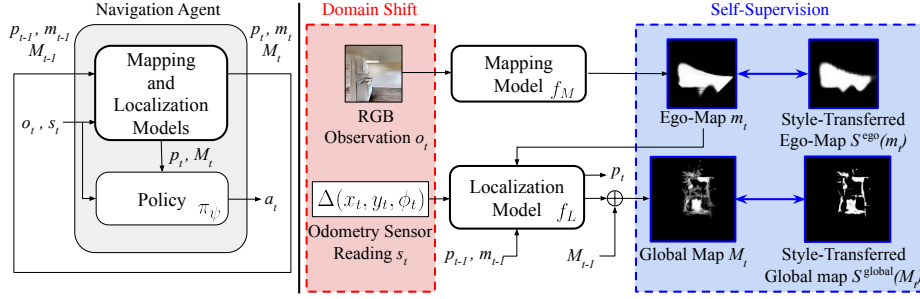 Navigation Agent
p_{t-1}, m_{t-1}
M_{t-1}
p_t, m_t
M_t
Mapping
and
Localization
Models
o_t, s_t
p_t, M_t
Policy
π_ψ
a_t
Domain Shift
RGB
Observation o_t
Δ(x_t, y_t, ϕ_t)
Odometry Sensor
Reading s_t
Mapping
Model f_M
Localization
Model f_L
p_t
p_{t-1}, m_{t-1}
M_{t-1}
Self-Supervision
Ego-Map m_t
Style-Transferred
Ego-Map S^{ego}(m_t)
Global Map M_t
Style-Transferred
Global map S^{global}(M_t)